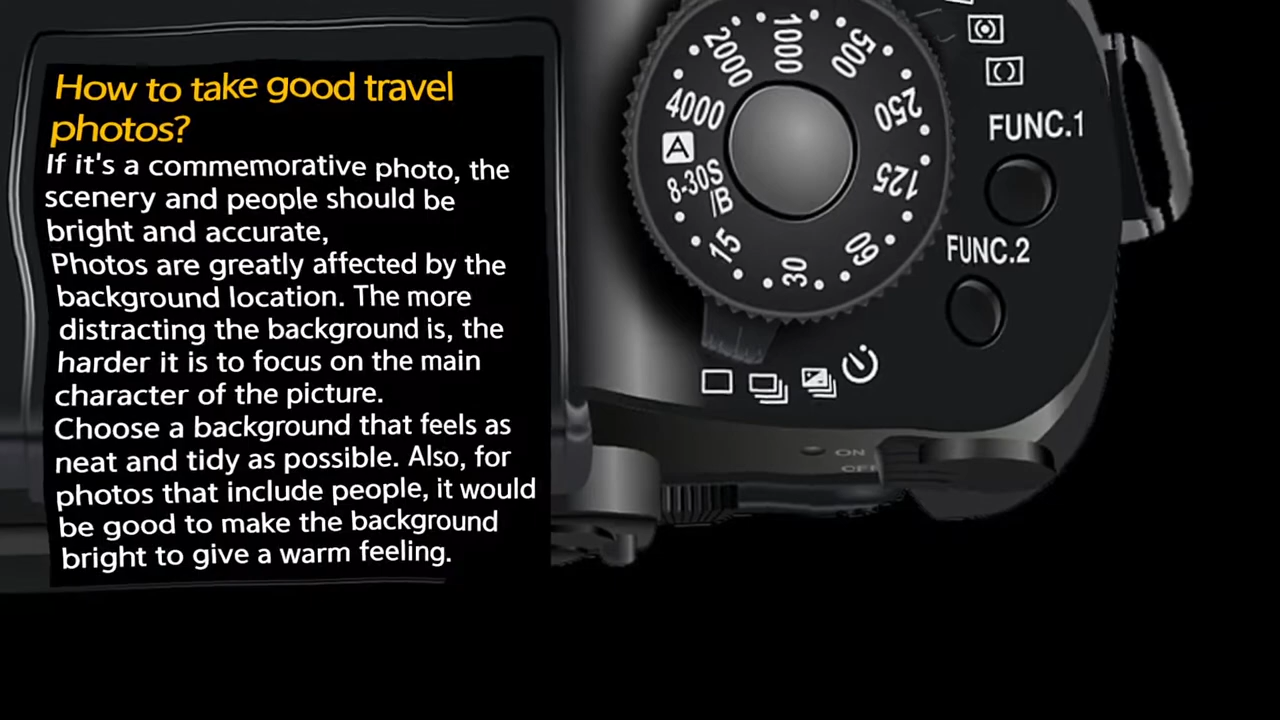 How to take good travel
photos?
If it's a commemorative photo, the
scenery and people should be
bright and accurate,
Photos are greatly affected by the
background location. The more
distracting the background is, the
harder it is to focus on the main
character of the picture.
Choose a background that feels as
neat and tidy as possible. Also, for
photos that include people, it would
be good to make the background
bright to give a warm feeling.
2000
1000
500
4000
250
A
125
8-30S
/B
15
30
60
FUNC.1
FUNC.2
ON
OFF